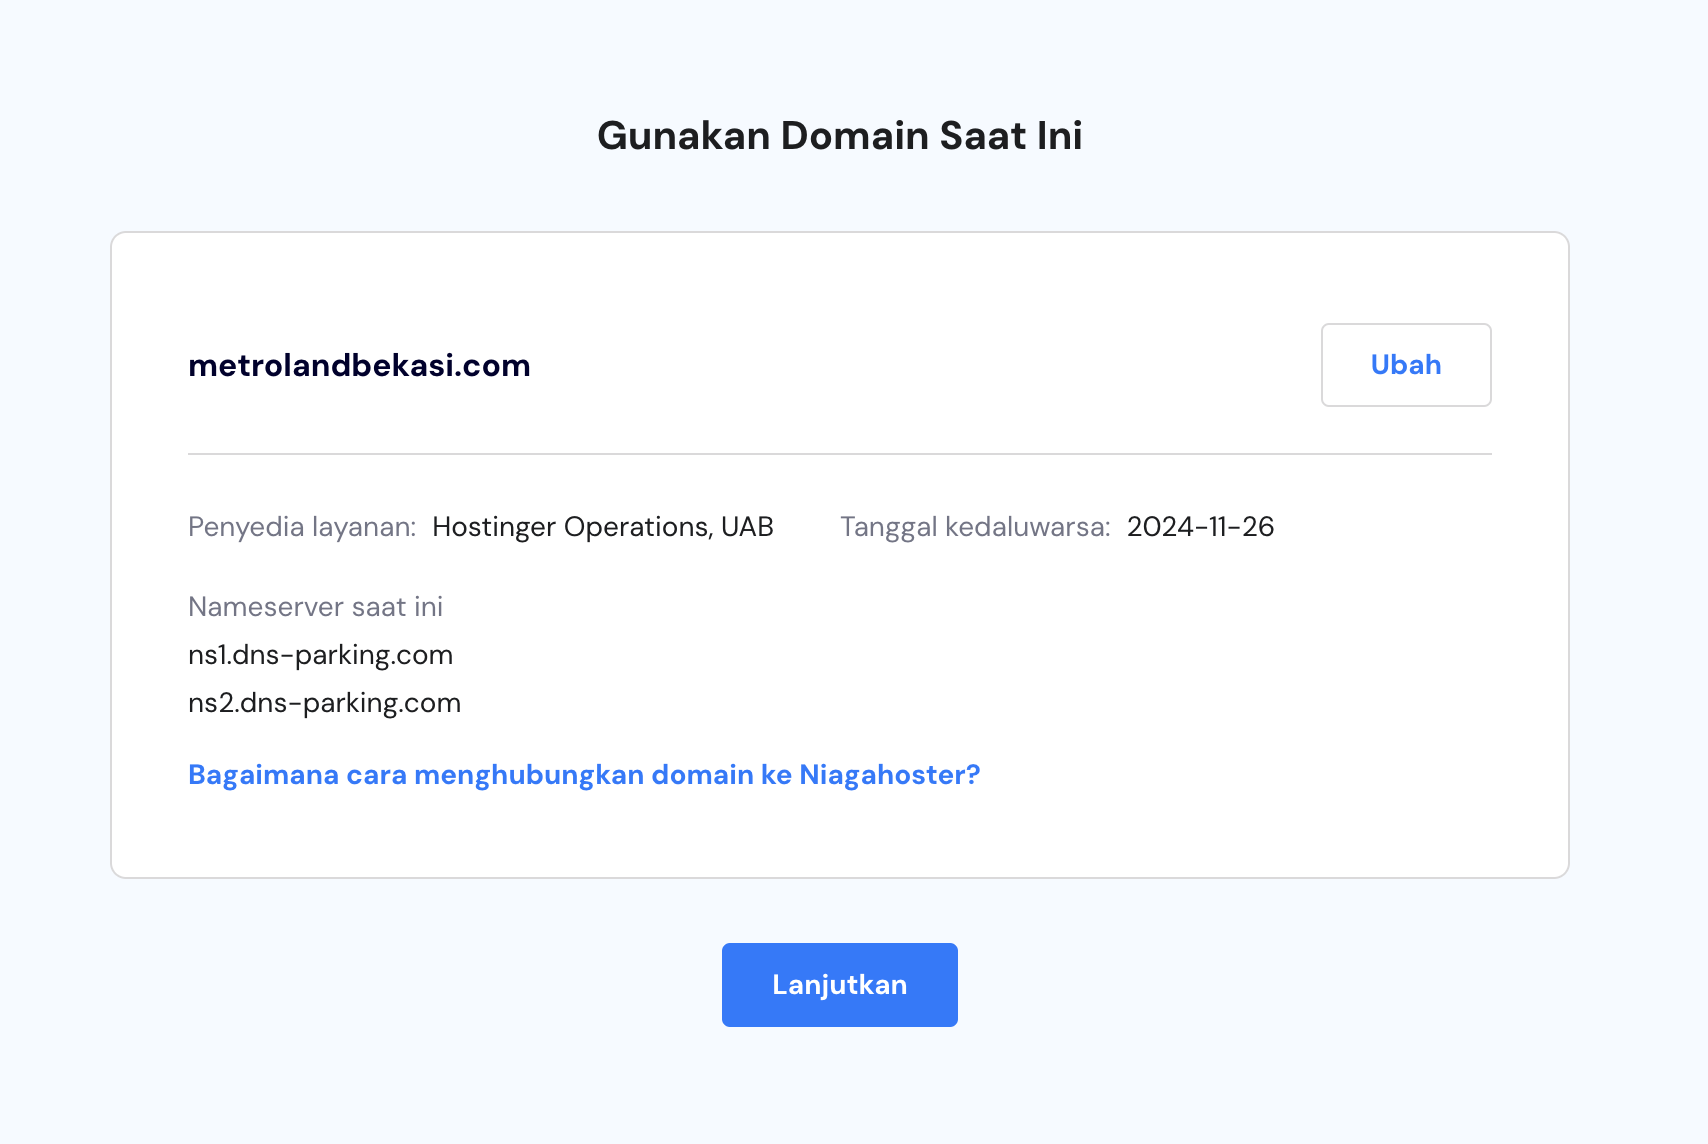 Gunakan Domain Saat Ini
metrolandbekasi.com
Ubah
Penyedia layanan: Hostinger Operations, UAB Tanggal kedaluwarsa: 2024-11-26
Nameserver saat ini
ns1.dns-parking.com
ns2.dns-parking.com
Bagaimana cara menghubungkan domain ke Niagahoster?
Lanjutkan